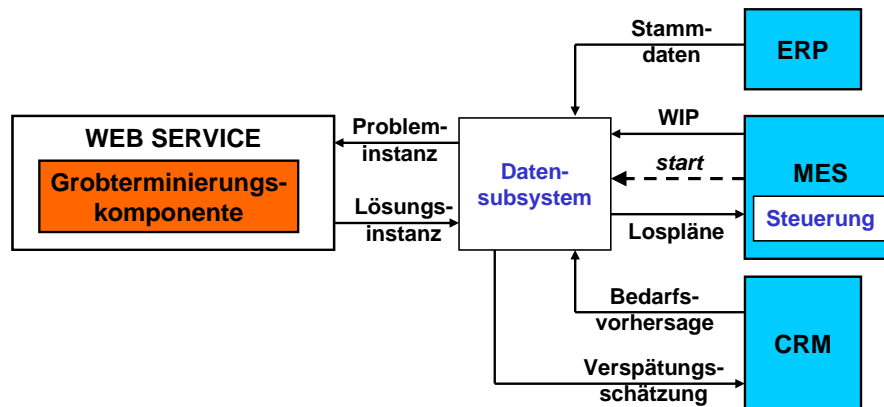 WEB SERVICE
Grobterminierungs-
komponente
Problem-
instanz
Lösungs-
instanz
Daten-
subsystem
Stamm-
daten
ERP
WIP
start
Lospläne
MES
Steuerung
Bedarfs-
vorhersage
Verspätungs-
schätzung
CRM